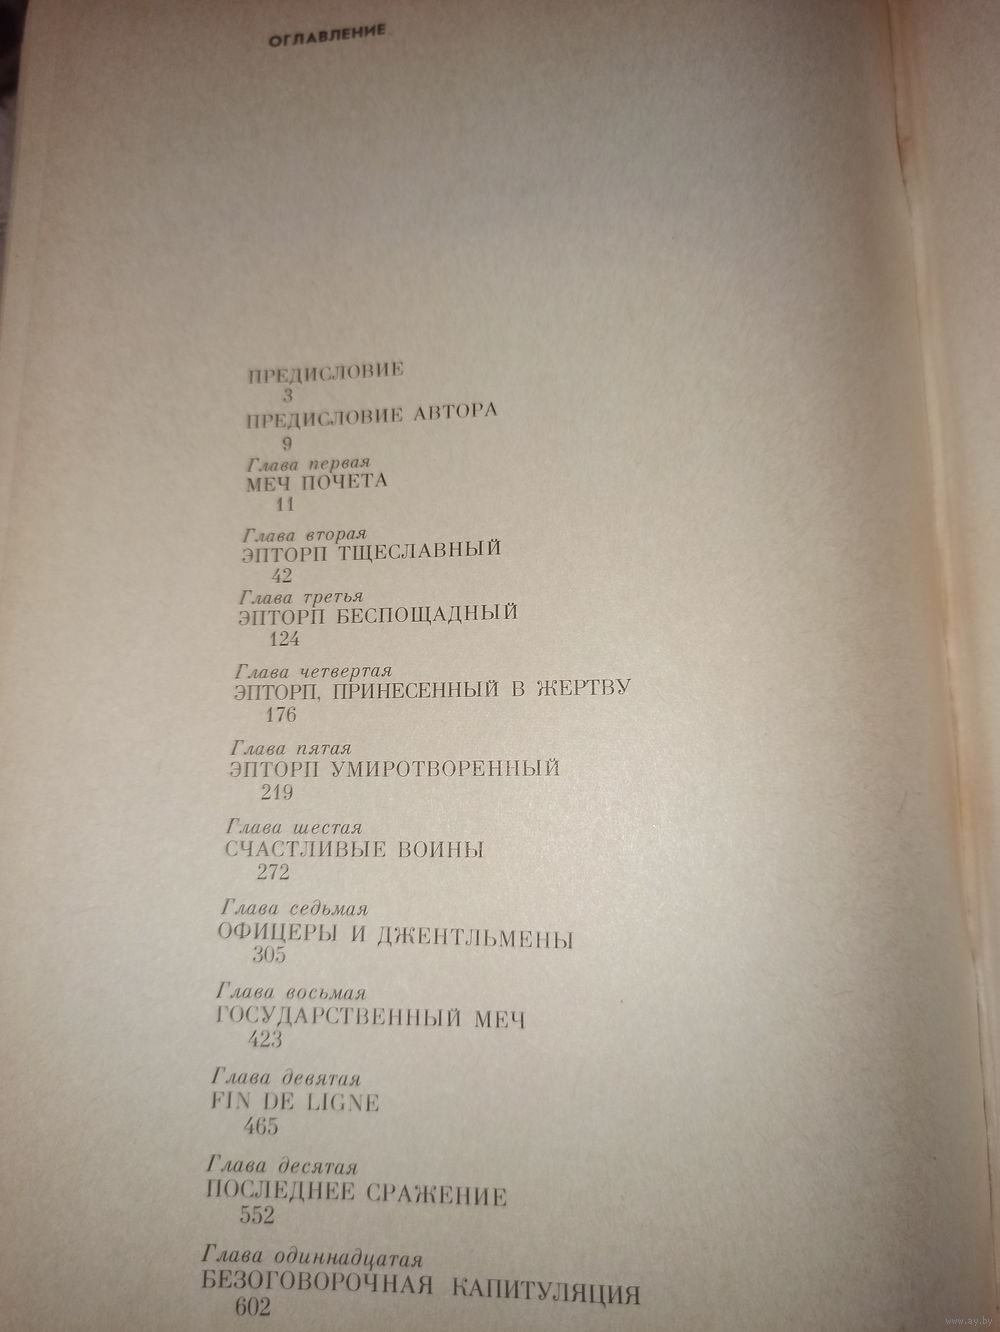 ОГЛАВЛЕНИЕ
ПРЕДИСЛОВИЕ
3
ПРЕДИСЛОВИЕ АВТОРА
9
Глава первая
МЕЧ ПОЧЕТА
11
Глава вторая
ЭПТОРП ТЩЕСЛАВНЫЙ
42
Глава третья
ЭПТОРП БЕСПОЩАДНЫЙ
124
Глава четвертая
ЭПТОРП, ПРИНЕСЕННЫЙ В ЖЕРТВУ
176
Глава пятая
ЭПТОРП УМИРОТВОРЕННЫЙ
219
Глава шестая
СЧАСТЛИВЫЕ ВОИНЫ
272
Глава седьмая
ОФИЦЕРЫ И ДЖЕНТЛЬМЕНЫ
305
Глава восьмая
ГОСУДАРСТВЕННЫЙ МЕЧ
423
Глава девятая
FIN DE LIGNE
465
Глава десятая
ПОСЛЕДНЕЕ СРАЖЕНИЕ
552
Глава одиннадцатая
БЕЗОГОВОРОЧНАЯ КАПИТУЛЯЦИЯ
602
www.ay.by